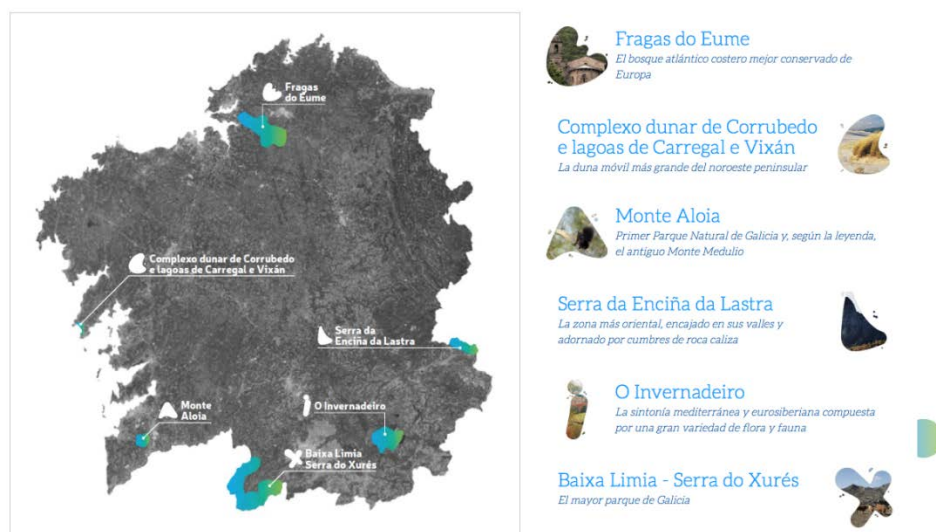 Fragas
do Eume
Complexo dunar de Corrubedo
e lagoas de Carregal e Vixán
Serra da
Enciña da Lastra
Monte
Aloia
O Invernadeiro
Baixa Limia
Serra do Xurés
Fragas do Eume
El bosque atlántico costero mejor conservado de
Europa
Complexo dunar de Corrubedo
e lagoas de Carregal e Vixán
La duna móvil más grande del noroeste peninsular
Monte Aloia
Primer Parque Natural de Galicia y, según la leyenda,
el antiguo Monte Medulio
Serra da Enciña da Lastra
La zona más oriental, encajado en sus valles y
adornado por cumbres de roca caliza
O Invernadeiro
La sintonía mediterránea y eurosiberiana compuesta
por una gran variedad de flora y fauna
Baixa Limia - Serra do Xurés
El mayor parque de Galicia